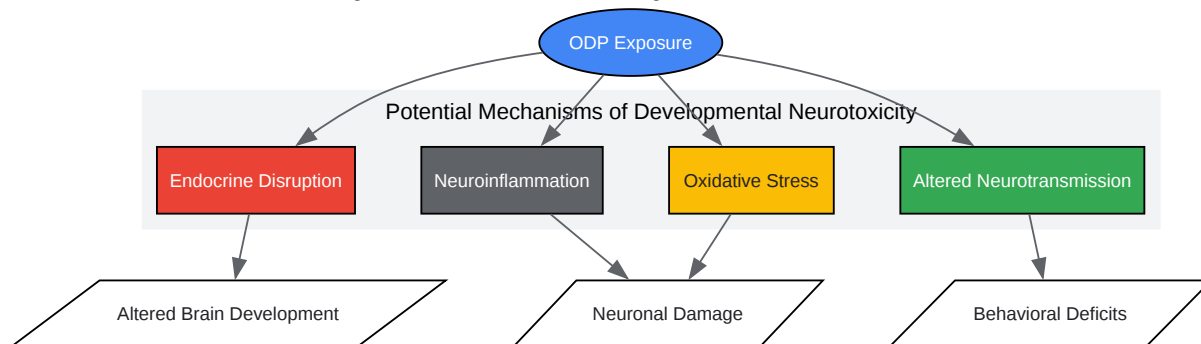 ODP Exposure
Potential Mechanisms of Developmental Neurotoxicity
Endocrine Disruption
Neuroinflammation
Oxidative Stress
Altered Neurotransmission
Altered Brain Development
Neuronal Damage
Behavioral Deficits